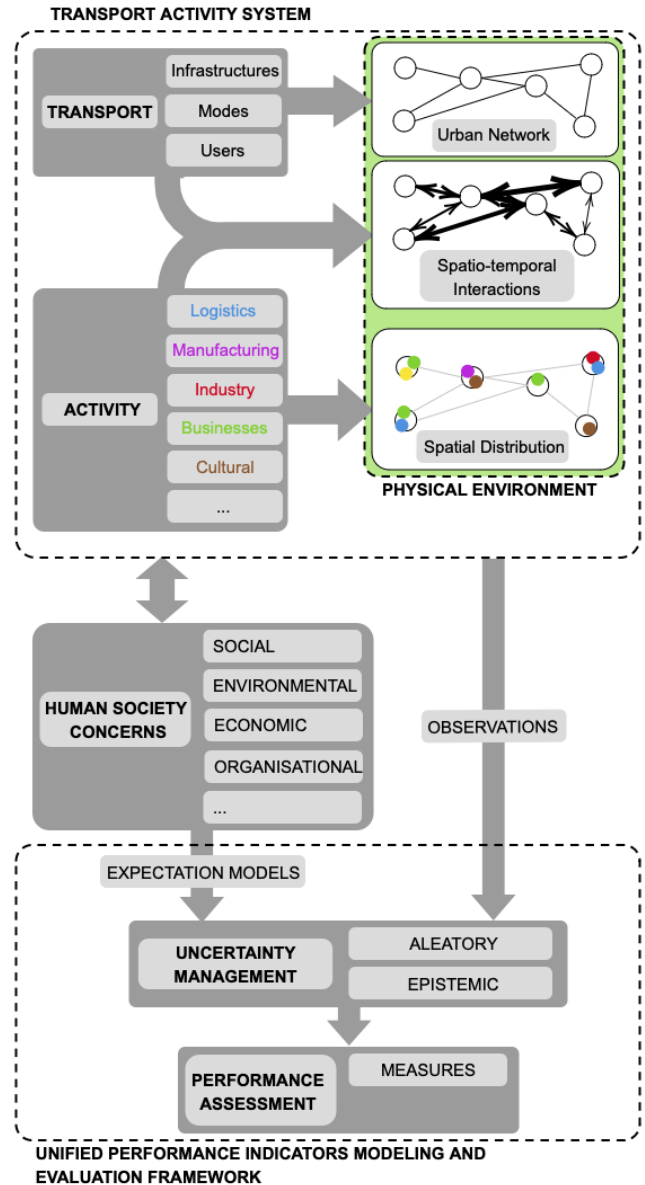 TRANSPORT ACTIVITY SYSTEM
TRANSPORT
Infrastructures
Modes
Users
Urban Network
Spatio-temporal
Interactions
ACTIVITY
Logistics
Manufacturing
Industry
Businesses
Cultural
...
Spatial Distribution
PHYSICAL ENVIRONMENT
HUMAN SOCIETY
CONCERNS
SOCIAL
ENVIRONMENTAL
ECONOMIC
ORGANISATIONAL
...
OBSERVATIONS
EXPECTATION MODELS
UNCERTAINTY
MANAGEMENT
ALEATORY
EPISTEMIC
PERFORMANCE
ASSESSMENT
MEASURES
UNIFIED PERFORMANCE INDICATORS MODELING AND
EVALUATION FRAMEWORK